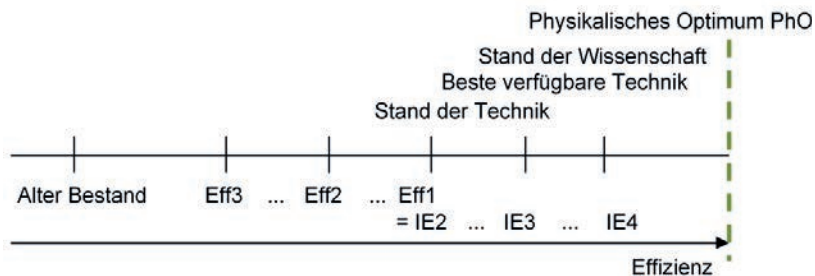 Physikalisches Optimum PhO
Stand der Wissenschaft
Beste verfügbare Technik
Stand der Technik
Alter Bestand Eff3 ... Eff2 ... Eff1
= IE2 ... IE3 ... IE4
Effizienz